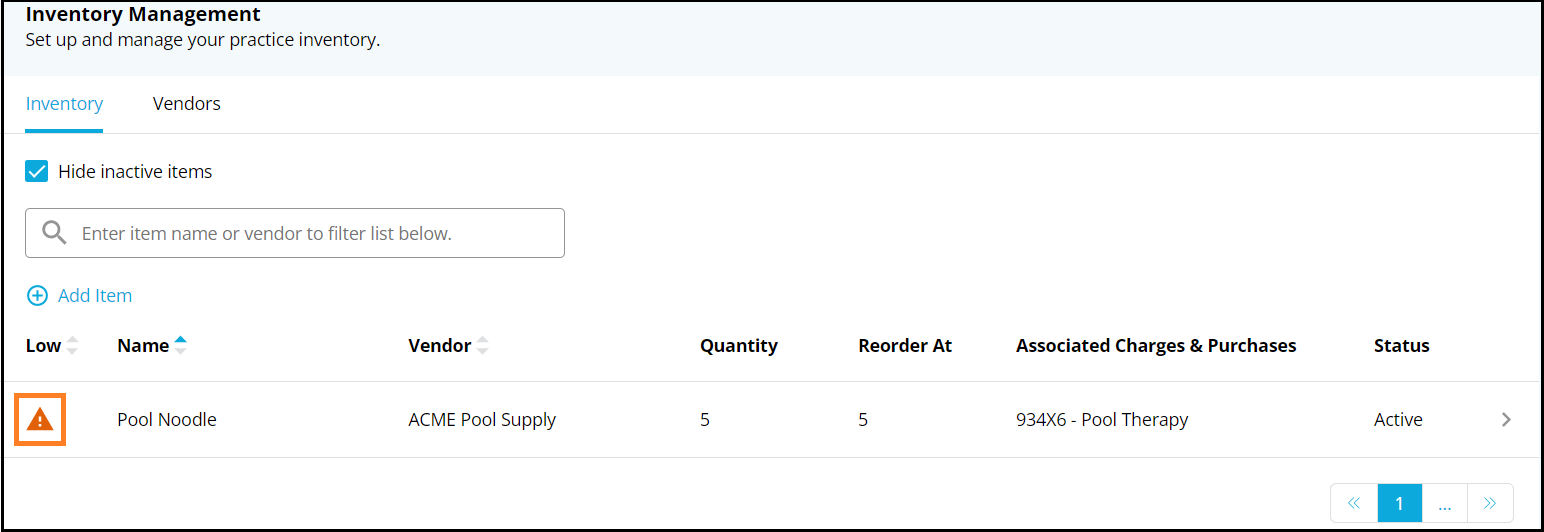 Inventory Management
Set up and manage your practice inventory.
Inventory Vendors
Hide inactive items
Enter item name or vendor to filter list below.
Add Item
Low Name Vendor Quantity Reorder At Associated Charges & Purchases Status
Pool Noodle ACME Pool Supply 5 5 934X6 - Pool Therapy Active
« 1 ... »